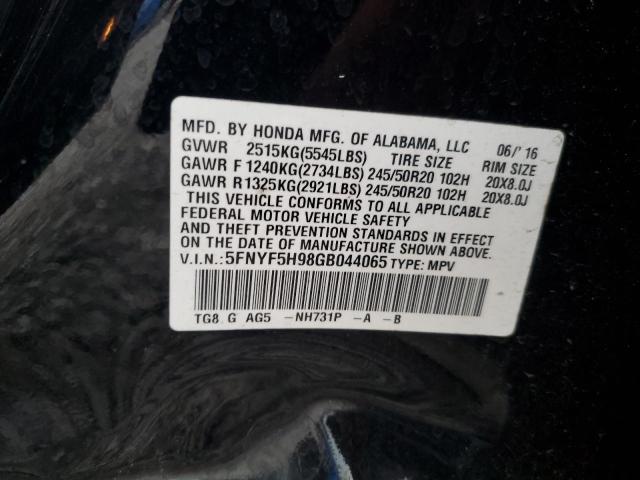 MFD. BY HONDA MFG. OF ALABAMA, LLC 06/'16
GVWR 2515KG(5545LBS) TIRE SIZE RIM SIZE
GAWR F 1240KG(2734LBS) 245/50R20 102H 20X8.0J
GAWR R1325KG(2921LBS) 245/50R20 102H 20X8.0J
THIS VEHICLE CONFORMS TO ALL APPLICABLE
FEDERAL MOTOR VEHICLE SAFETY
AND THEFT PREVENTION STANDARDS IN EFFECT
ON THE DATE OF MANUFACTURE SHOWN ABOVE.
V.I.N.:5FNYF5H98GB044065 TYPE: MPV
TG8 G AG5 -NH731P -A -B